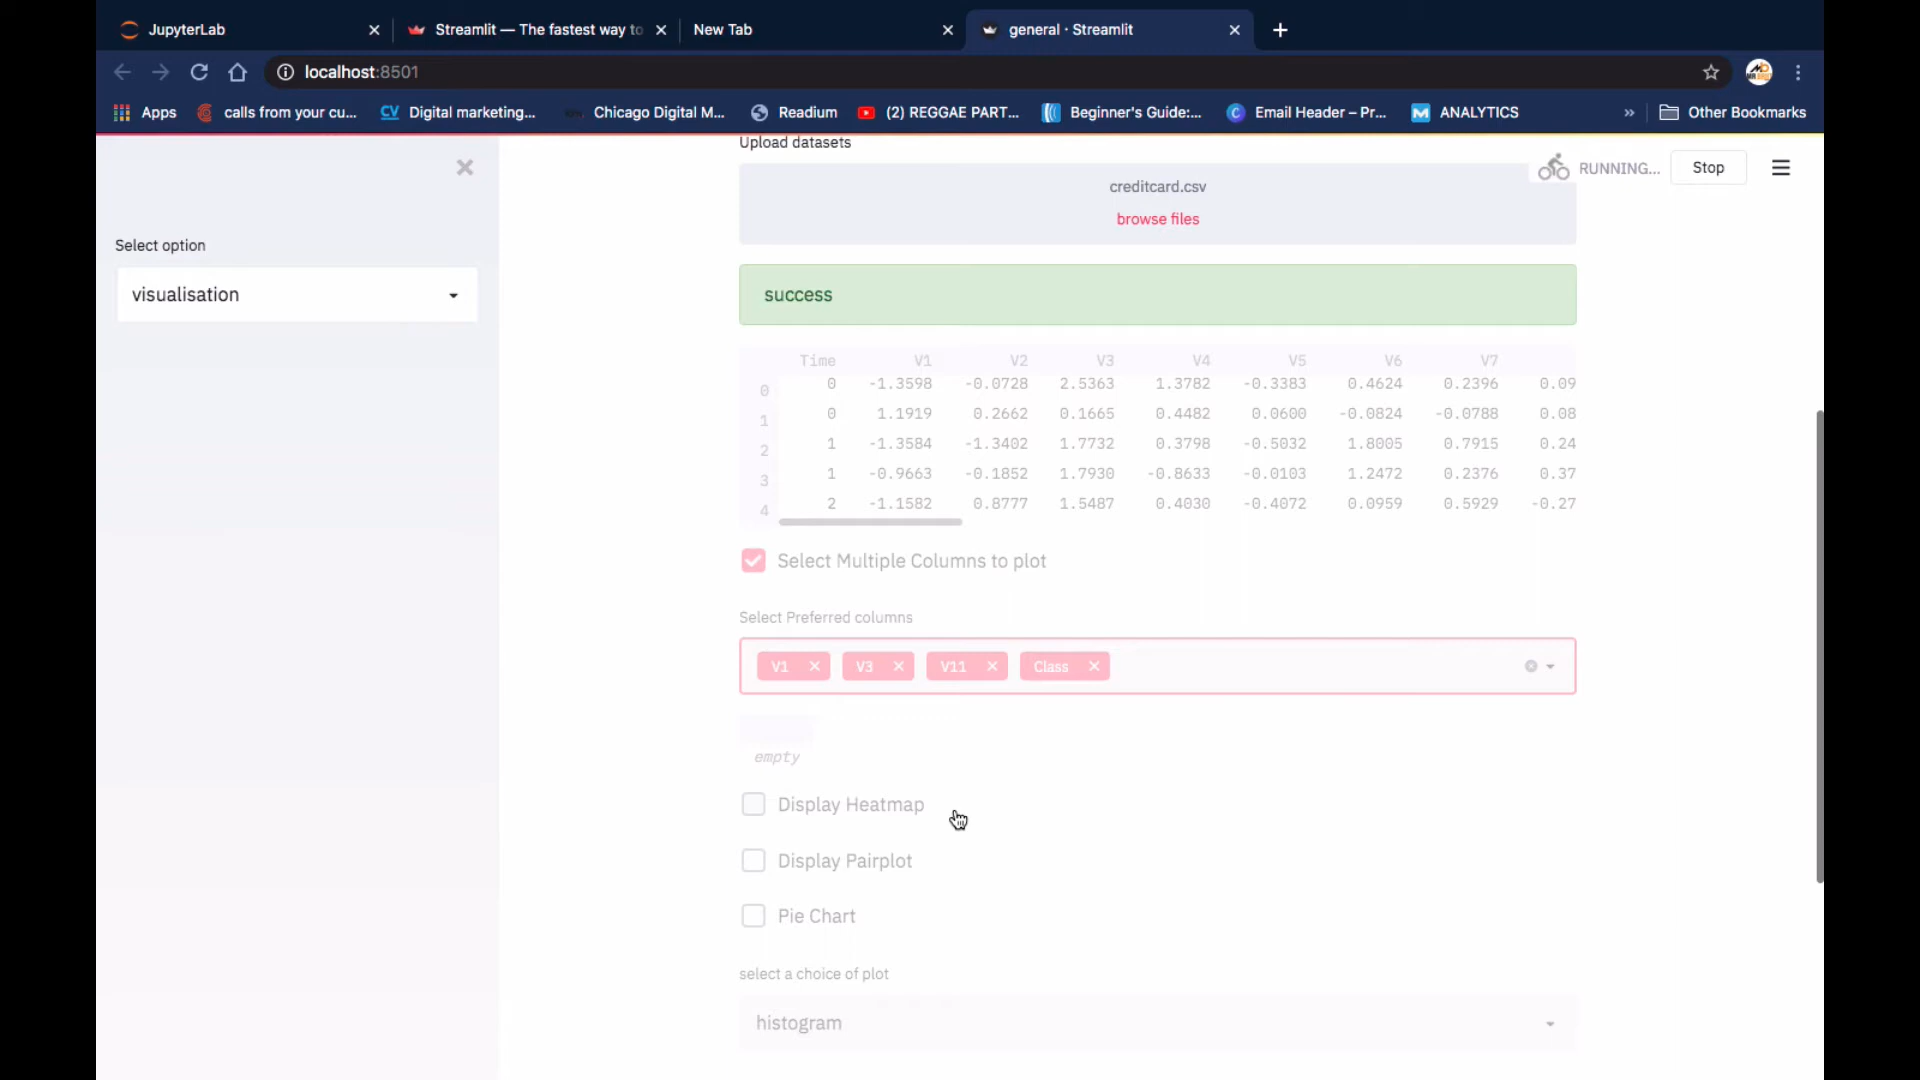 JupyterLab
Streamlit — The fastest way to
New Tab
general · Streamlit
localhost:8501
Apps
calls from your cu...
CV Digital marketing...
Chicago Digital M...
Readium
(2) REGGAE PART...
Beginner's Guide:...
C Email Header – Pr...
M ANALYTICS
»
Other Bookmarks
Upload datasets
creditcard.csv
browse files
RUNNING...
Stop
Select option
visualisation
success
Time V1 V2 V3 V4 V5 V6 V7
0 0 -1.3598 -0.0728 2.5363 1.3782 -0.3383 0.4624 0.2396 0.09
1 0 1.1919 0.2662 0.1665 0.4482 0.0600 -0.0824 -0.0788 0.08
2 1 -1.3584 -1.3402 1.7732 0.3798 -0.5032 1.8005 0.7915 0.24
3 1 -0.9663 -0.1852 1.7930 -0.8633 -0.0103 1.2472 0.2376 0.37
4 2 -1.1582 0.8777 1.5487 0.4030 -0.4072 0.0959 0.5929 -0.27
Select Multiple Columns to plot
Select Preferred columns
V1 V3 V11 Class
empty
Display Heatmap
Display Pairplot
Pie Chart
select a choice of plot
histogram